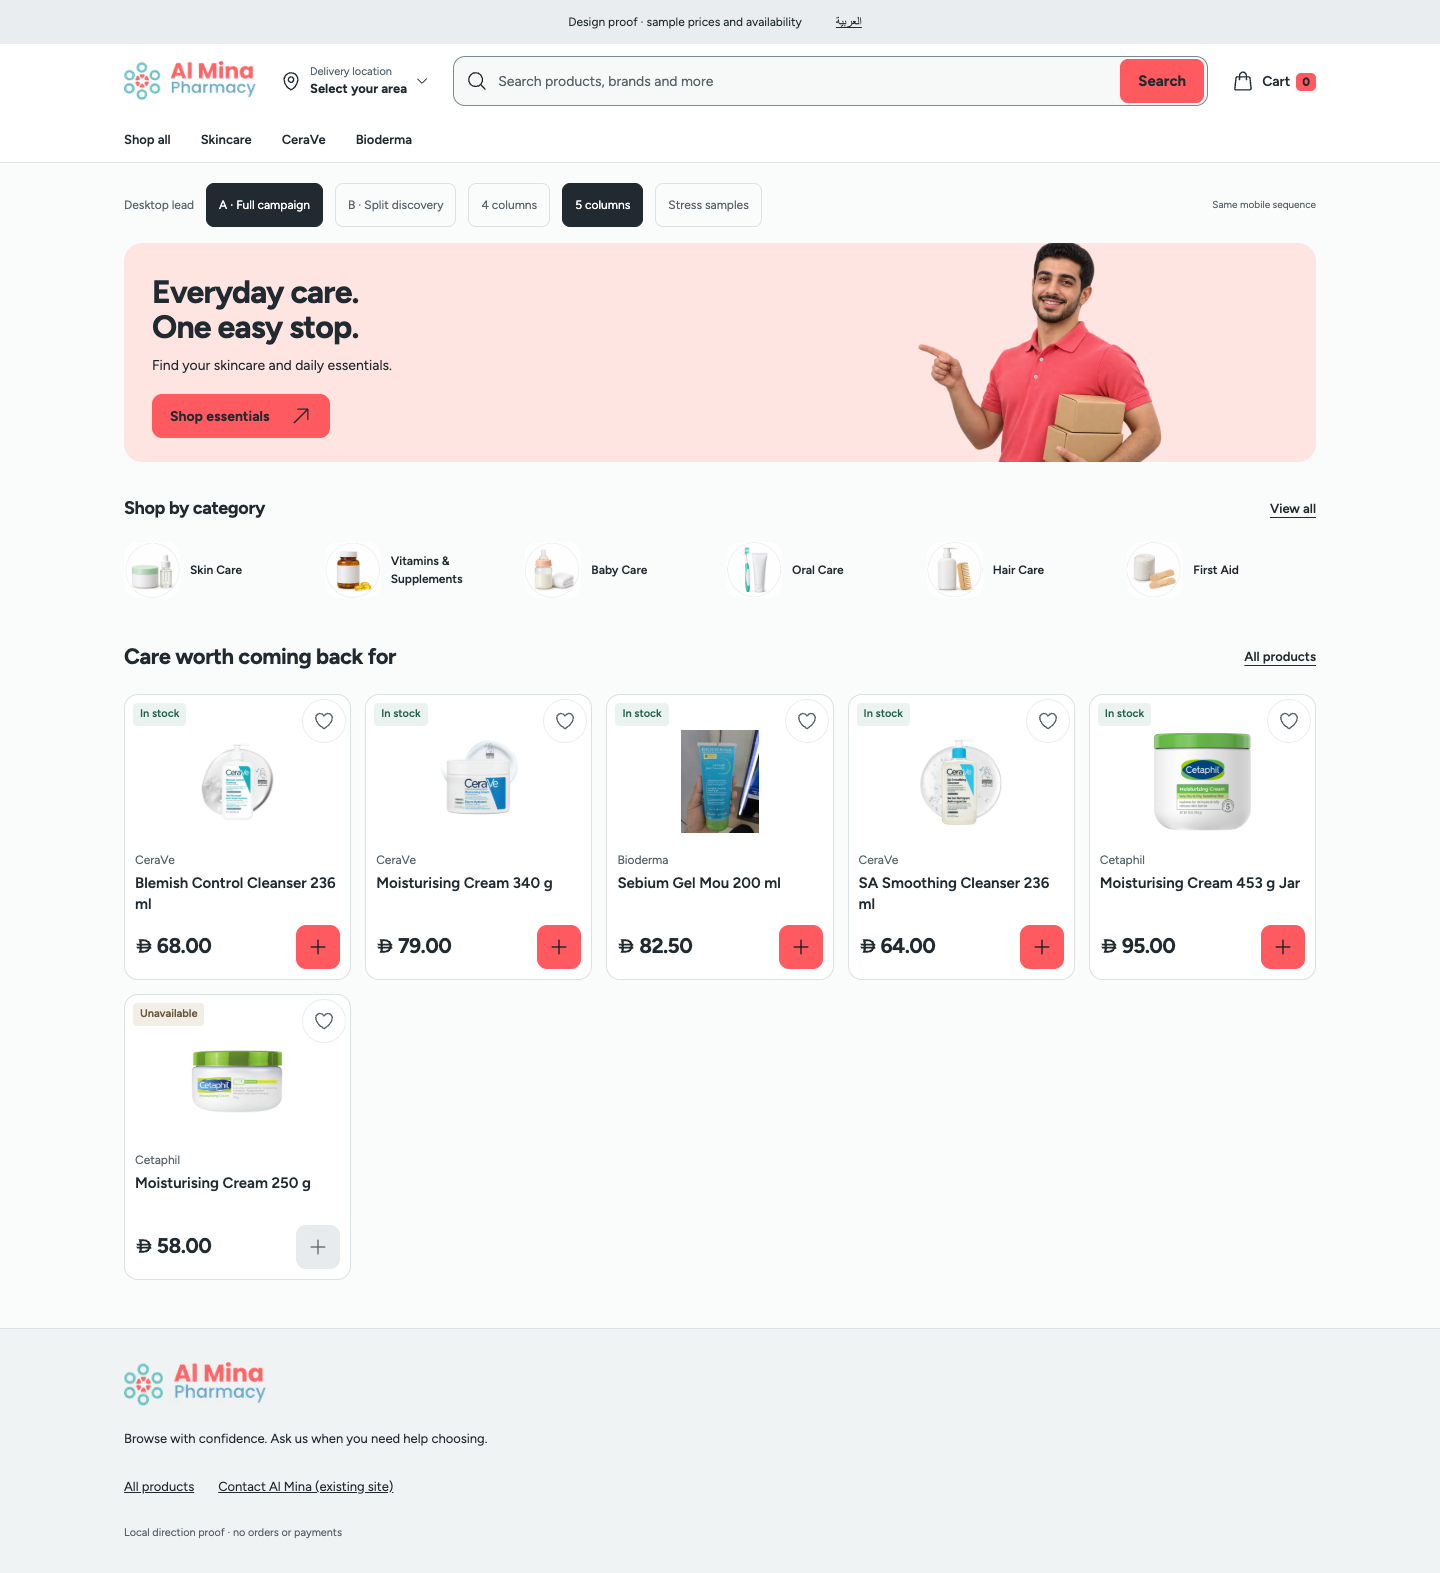 Design proof · sample prices and availability العربية
Al Mina
Pharmacy
Delivery location
Select your area
Search products, brands and more
Search
Cart 0
Shop all Skincare CeraVe Bioderma
Desktop lead A · Full campaign B · Split discovery 4 columns 5 columns Stress samples Same mobile sequence
Everyday care.
One easy stop.
Find your skincare and daily essentials.
Shop essentials
Shop by category View all
Skin Care
Vitamins &
Supplements
Baby Care
Oral Care
Hair Care
First Aid
Care worth coming back for All products
In stock
CeraVe
CeraVe
Blemish Control Cleanser 236
ml
68.00
In stock
CeraVe
CeraVe
Moisturising Cream 340 g
79.00
In stock
Bioderma
Sebium Gel Mou 200 ml
82.50
In stock
CeraVe
CeraVe
SA Smoothing Cleanser 236
ml
64.00
In stock
Cetaphil
Moisturizing Cream
Cetaphil
Moisturising Cream 453 g Jar
95.00
Unavailable
Cetaphil
Cetaphil
Moisturising Cream 250 g
58.00
Al Mina
Pharmacy
Browse with confidence. Ask us when you need help choosing.
All products Contact Al Mina (existing site)
Local direction proof · no orders or payments